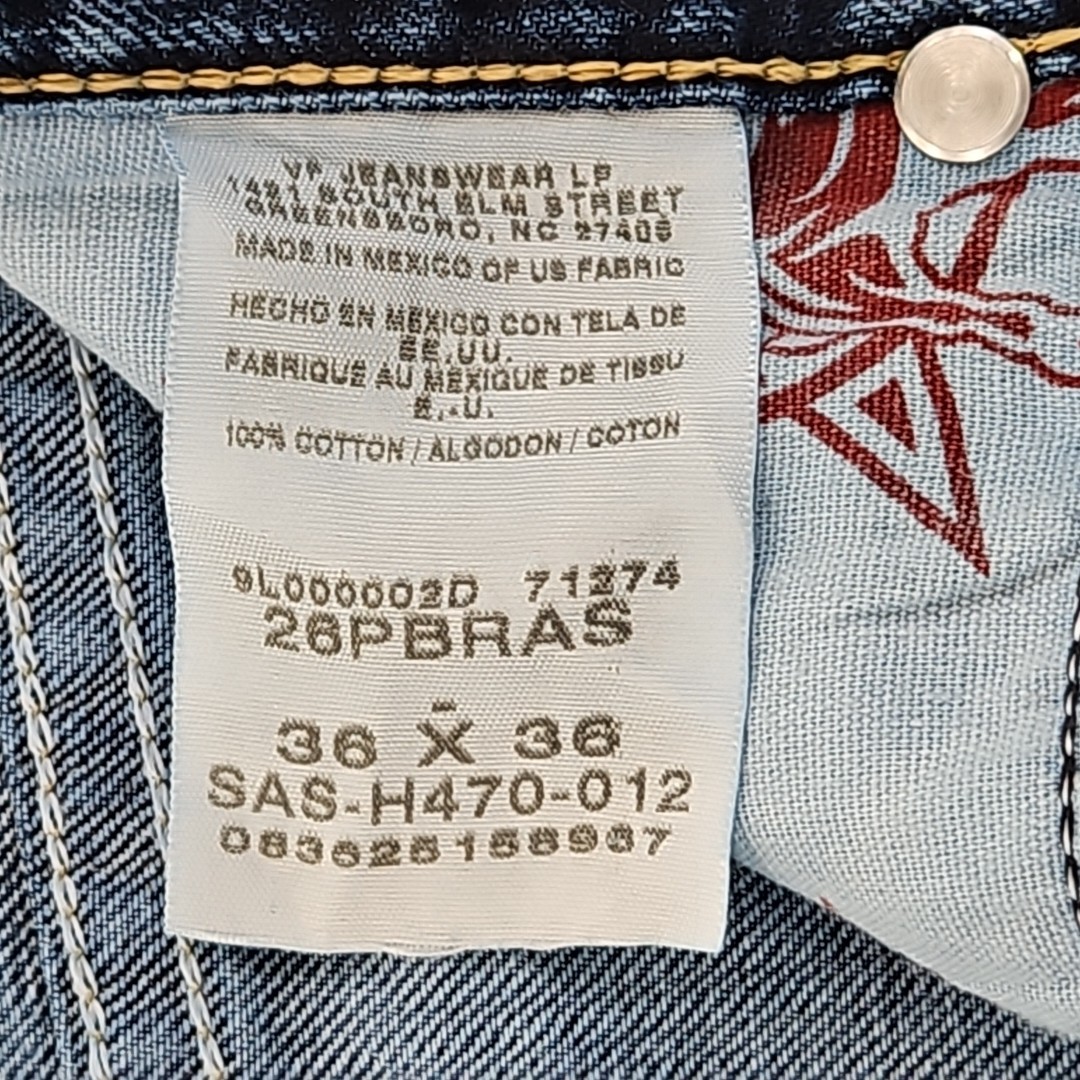 VF JEANSWEAR LP
1421 SOUTH ELM STREET
GREENSBORO, NC 27406
MADE IN MEXICO OF US FABRIC
HECHO EN MEXICO CON TELA DE
EE.UU.
FABRIQUE AU MEXIQUE DE TISSU
E.-U.
100% COTTON / ALGODON / COTON
9L000002D 71274
26PBRAS
36 X 36
SAS-H470-012